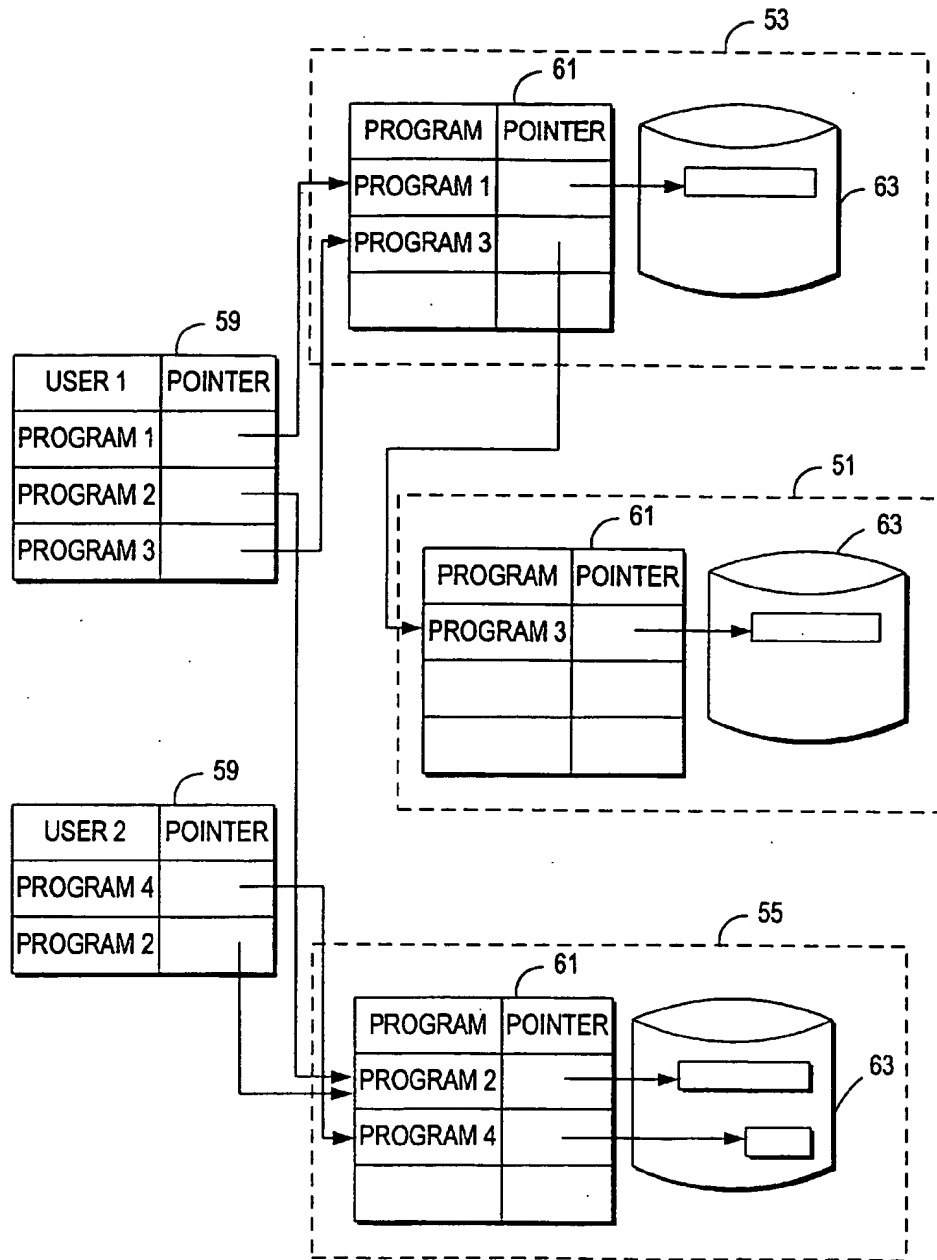 53
61
PROGRAM POINTER
PROGRAM 1
63
PROGRAM 3
59
USER 1 POINTER
PROGRAM 1
PROGRAM 2
PROGRAM 3
51
61
63
PROGRAM POINTER
PROGRAM 3
59
USER 2 POINTER
PROGRAM 4
PROGRAM 2
55
61
PROGRAM POINTER
63
PROGRAM 2
PROGRAM 4